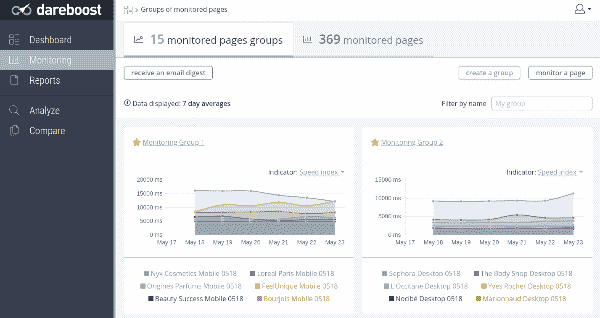 dareboost
Groups of monitored pages
Dashboard
Monitoring
Reports
Analyze
Compare
15 monitored pages groups
369 monitored pages
receive an email digest
create a group
monitor a page
Data displayed: 7 day averages
Filter by name
My group
Monitoring Group 1
Indicator: Speed index
20000 ms
15000 ms
10000 ms
5000 ms
0 ms
May 17 May 18 May 19 May 20 May 21 May 22 May 23
Nyx Cosmetics Mobile 0518
Loreal Paris Mobile 0518
Origines Parfums Mobile 0518
FeelUnique Mobile 0518
Beauty Success Mobile 0518
Bourjois Mobile 0518
Monitoring Group 2
Indicator: Speed index
15000 ms
10000 ms
5000 ms
0 ms
May 17 May 18 May 19 May 20 May 21 May 22 May 23
Sephora Desktop 0518
The Body Shop Desktop 0518
L'Occitane Desktop 0518
Yves Rocher Desktop 0518
Nocibé Desktop 0518
Marionnaud Desktop 0518